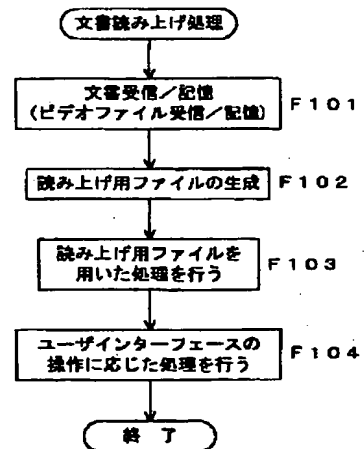 文書読み上げ処理
文書受信/記憶
(ビデオファイル受信/記憶)
F101
読み上げ用ファイルの生成 F102
読み上げ用ファイルを
用いた処理を行う
F103
ユーザインターフェースの
操作に応じた処理を行う
F104
終 了